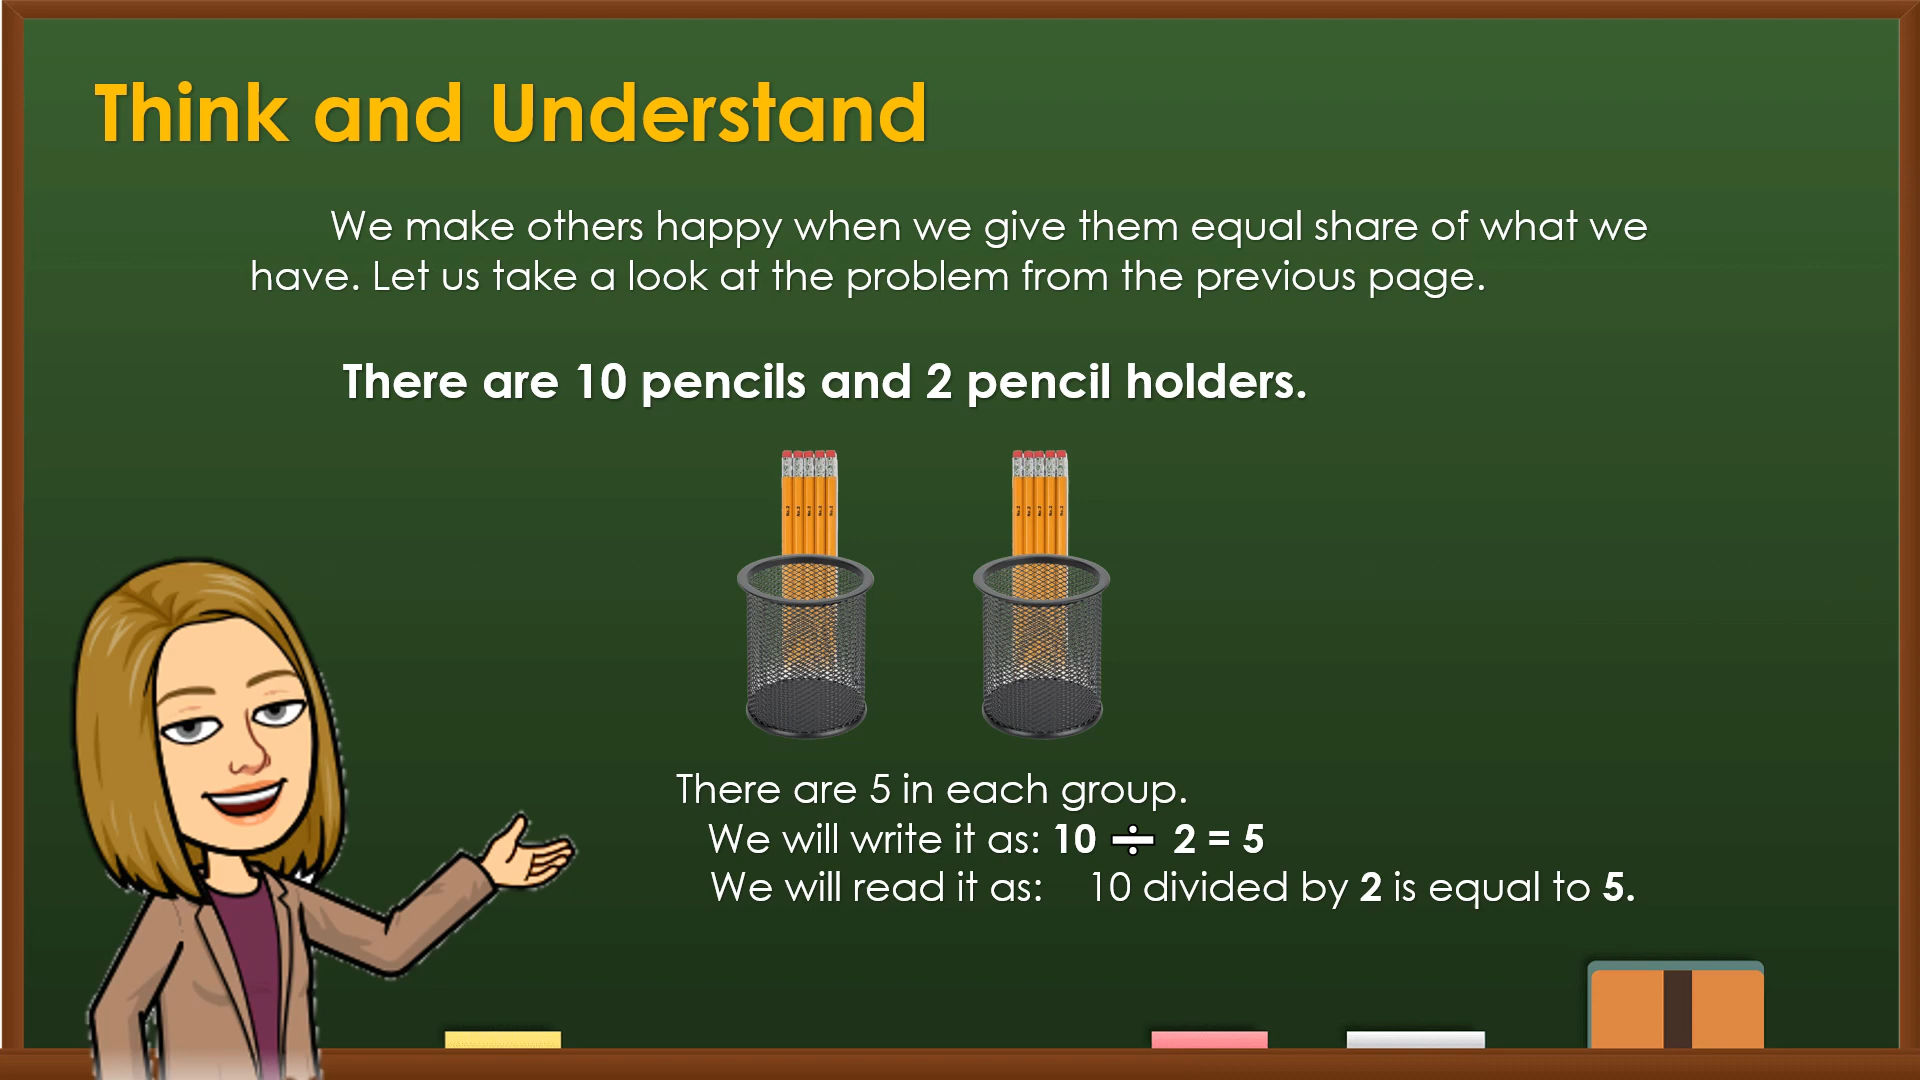 Think and Understand
We make others happy when we give them equal share of what we
have. Let us take a look at the problem from the previous page.
There are 10 pencils and 2 pencil holders.
There are 5 in each group.
We will write it as: 10 ÷ 2 = 5
We will read it as: 10 divided by 2 is equal to 5.